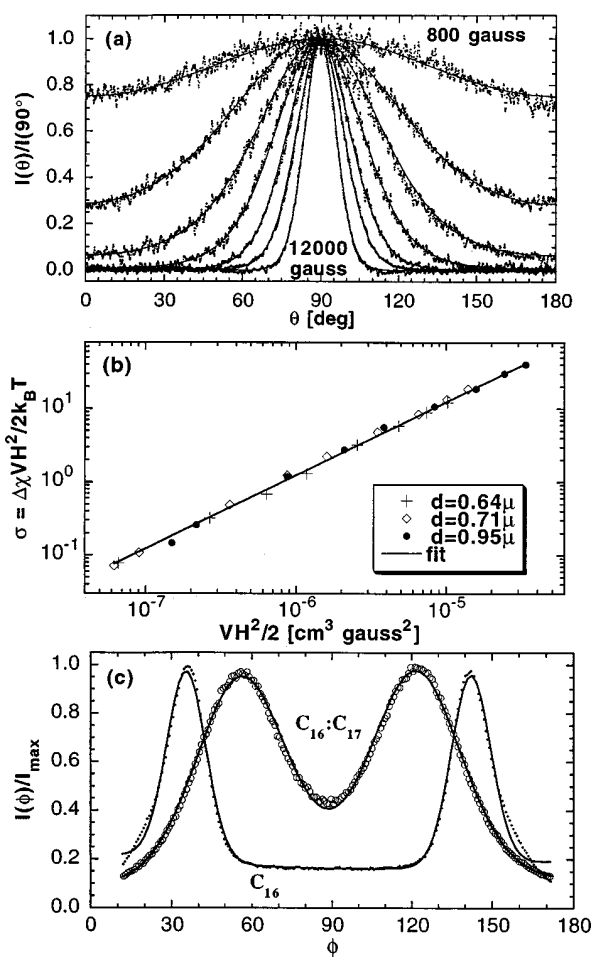 (a)
800 gauss
1.0
0.8
0.6
0.4
0.2
0.0
I(θ)/I(90°)
12000
gauss
0 30 60 90 120 150 180
θ [deg]
(b)
10¹
10⁰
10⁻¹
σ = ΔχVH²/2k_BT
d=0.64μ
d=0.71μ
d=0.95μ
fit
10⁻⁷ 10⁻⁶ 10⁻⁵
VH²/2 [cm³ gauss²]
(c)
1.0
0.8
0.6
0.4
0.2
0.0
I(ϕ)/I_max
C₁₆:C₁₇
C₁₆
0 30 60 90 120 150 180
ϕ